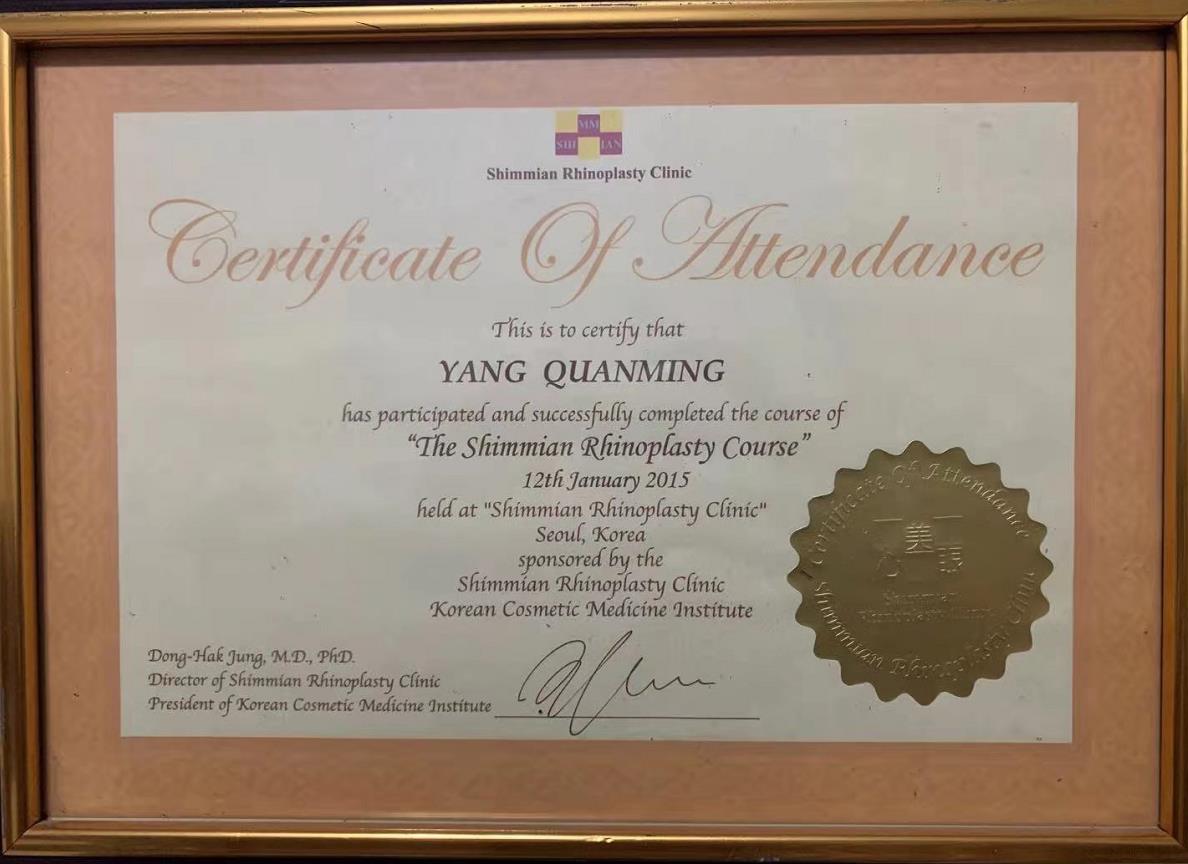 MM
SHI IAN
Shimmian Rhinoplasty Clinic
Certificate Of Attendance
This is to certify that
YANG QUANMING
has participated and successfully completed the course of
“The Shimmian Rhinoplasty Course”
12th January 2015
held at "Shimmian Rhinoplasty Clinic"
Seoul, Korea
sponsored by the
Shimmian Rhinoplasty Clinic
Korean Cosmetic Medicine Institute
Dong-Hak Jung, M.D., PhD.
Director of Shimmian Rhinoplasty Clinic
President of Korean Cosmetic Medicine Institute
Certificate Of Attendance
美
Shimmian Rhinoplasty Clinic